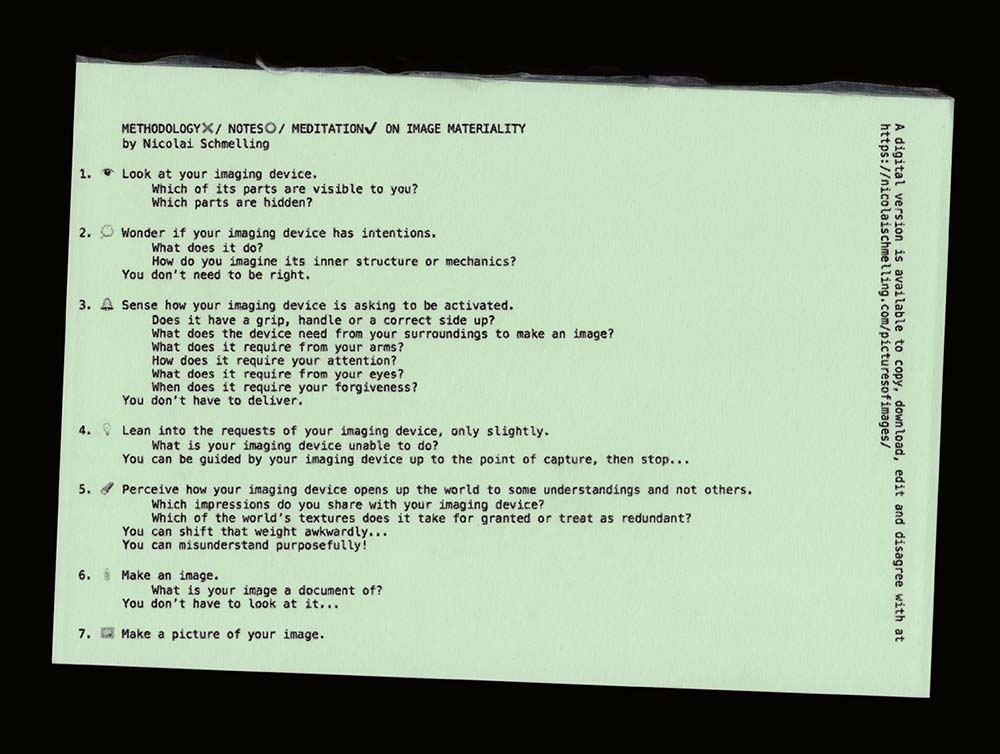 METHODOLOGY✕/ NOTES○/ MEDITATION✓ ON IMAGE MATERIALITY
by Nicolai Schmelling
1. Look at your imaging device.
Which of its parts are visible to you?
Which parts are hidden?
2. Wonder if your imaging device has intentions.
What does it do?
How do you imagine its inner structure or mechanics?
You don't need to be right.
3. Sense how your imaging device is asking to be activated.
Does it have a grip, handle or a correct side up?
What does the device need from your surroundings to make an image?
What does it require from your arms?
How does it require your attention?
What does it require from your eyes?
When does it require your forgiveness?
You don't have to deliver.
4. Lean into the requests of your imaging device, only slightly.
What is your imaging device unable to do?
You can be guided by your imaging device up to the point of capture, then stop...
5. Perceive how your imaging device opens up the world to some understandings and not others.
Which impressions do you share with your imaging device?
Which of the world's textures does it take for granted or treat as redundant?
You can shift that weight awkwardly...
You can misunderstand purposefully!
6. Make an image.
What is your image a document of?
You don't have to look at it...
7. Make a picture of your image.
A digital version is available to copy, download, edit and disagree with at
https://nicolaischmelling.com/picturesofimages/